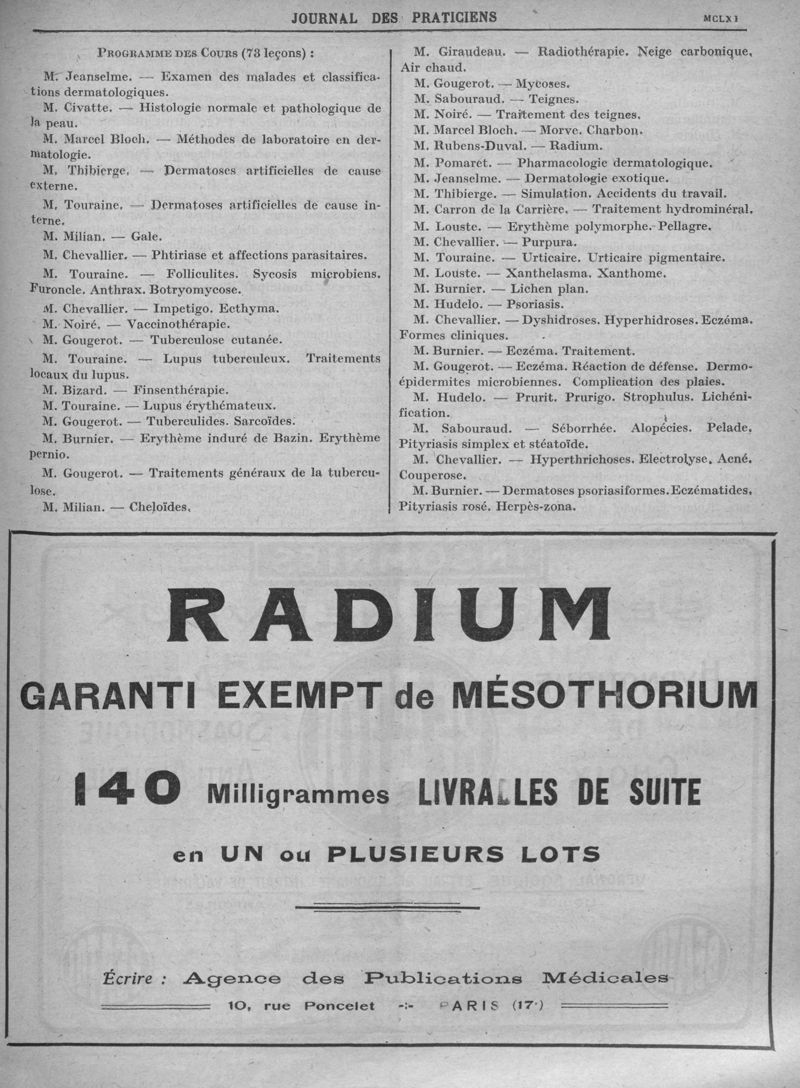 JOURNAL DES PRATICIENS
MCLXI
PROGRAMME DES COURS (73 leçons) :
M. Jeanselme. — Examen des malades et classifica-
tions dermatologiques.
M. Civatte. — Histologie normale et pathologique de
la peau.
M. Marcel Bloch. — Méthodes de laboratoire en der-
matologie.
M. Thibierge. — Dermatoses artificielles de cause
externe.
M. Touraine. — Dermatoses artificielles de cause in-
terne.
M. Milian. — Gale.
M. Chevallier. — Phtiriase et affections parasitaires.
M. Touraine. — Folliculites. Sycosis microbiens.
Furoncle. Anthrax. Botryomycose.
M. Chevallier. — Impetigo. Ecthyma.
M. Noiré. — Vaccinothérapie.
M. Gougerot. — Tuberculose cutanée.
M. Touraine. — Lupus tuberculeux. Traitements
locaux du lupus.
M. Bizard. — Finsenthérapie.
M. Touraine. — Lupus érythémateux.
M. Gougerot. — Tuberculides. Sarcoïdes.
M. Burnier. — Erythème induré de Bazin. Erythème
pernio.
M. Gougerot. — Traitements généraux de la tubercu-
lose.
M. Milian. — Cheloïdes.
M. Giraudeau. — Radiothérapie. Neige carbonique.
Air chaud.
M. Gougerot. — Mycoses.
M. Sabouraud. — Teignes.
M. Noiré. — Traitement des teignes.
M. Marcel Bloch. — Morve. Charbon.
M. Rubens-Duval. — Radium.
M. Pomaret. — Pharmacologie dermatologique.
M. Jeanselme. — Dermatologie exotique.
M. Thibierge. — Simulation. Accidents du travail.
M. Carron de la Carrière. — Traitement hydrominéral.
M. Louste. — Erythème polymorphe. Pellagre.
M. Chevallier. — Purpura.
M. Touraine. — Urticaire. Urticaire pigmentaire.
M. Louste. — Xanthelasma. Xanthome.
M. Burnier. — Lichen plan.
M. Hudelo. — Psoriasis.
M. Chevallier. — Dyshidroses. Hyperhidroses. Eczéma.
Formes cliniques.
M. Burnier. — Eczéma. Traitement.
M. Gougerot. — Eczéma. Réaction de défense. Dermo-
épidermites microbiennes. Complication des plaies.
M. Hudelo. — Prurit. Prurigo. Strophulus. Lichéni-
fication.
M. Sabouraud. — Séborrhée. Alopécies. Pelade.
Pityriasis simplex et stéatoïde.
M. Chevallier. — Hyperthrichoses. Electrolyse. Acné.
Couperose.
M. Burnier. — Dermatoses psoriasiformes. Eczématides.
Pityriasis rosé. Herpès-zona.
RADIUM
GARANTI EXEMPT de MÉSOTHORIUM
140 Milligrammes LIVRABLES DE SUITE
en UN ou PLUSIEURS LOTS
Écrire : Agence des Publications Médicales
10, rue Poncelet -:- PARIS (17ᵉ)